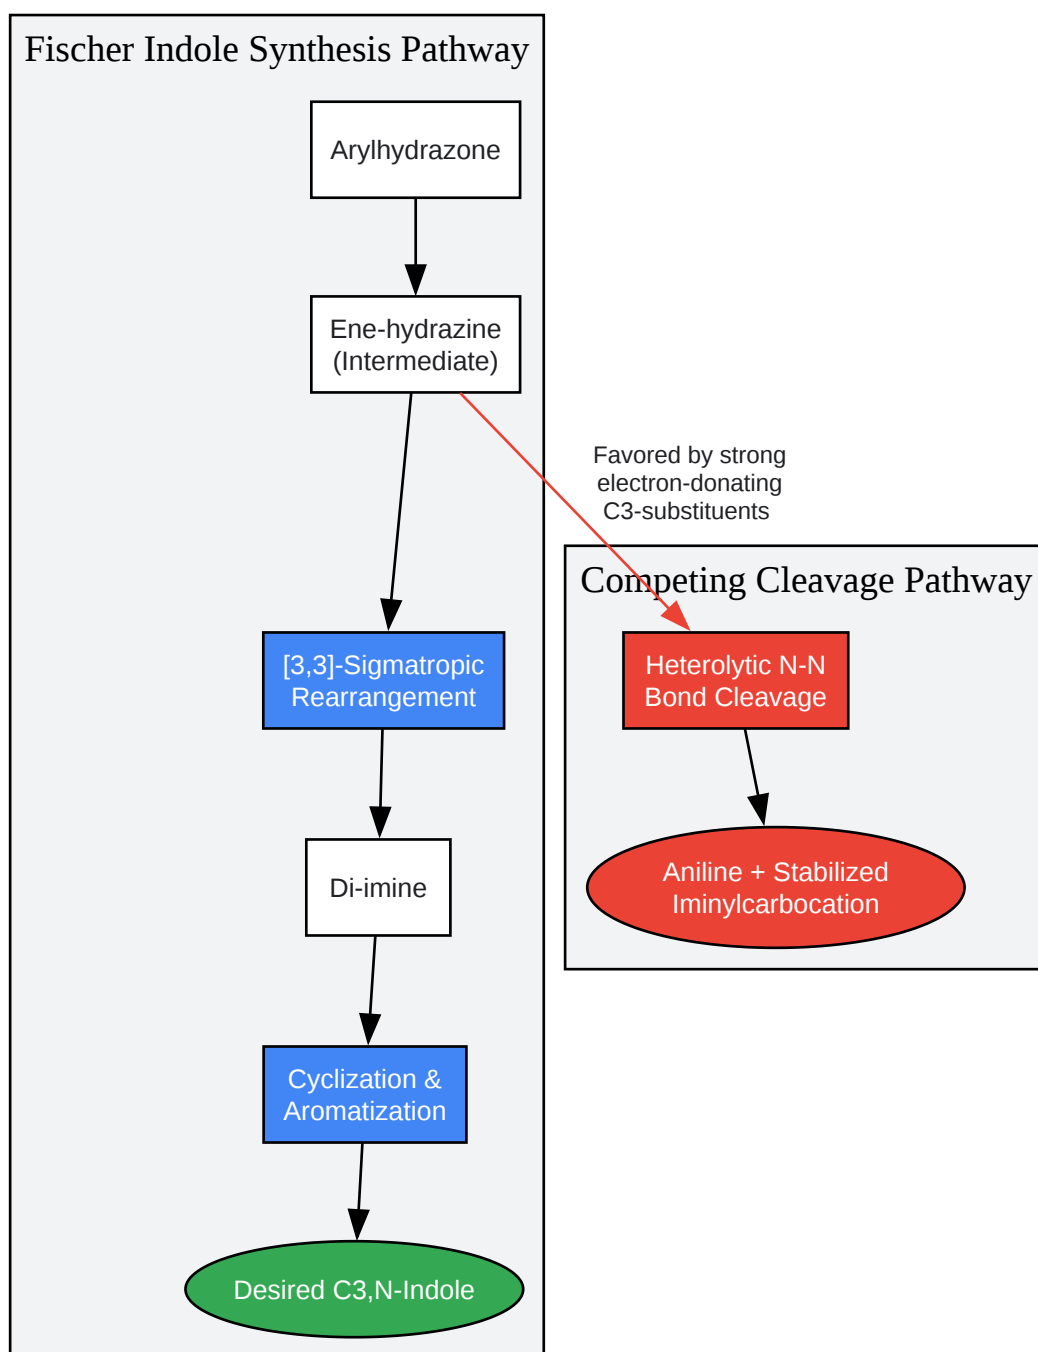 Fischer Indole Synthesis Pathway
Arylhydrazone
Ene-hydrazine
(Intermediate)
Favored by strong
electron-donating
C3-substituents
Competing Cleavage Pathway
[3,3]-Sigmatropic
Rearrangement
Heterolytic N-N
Bond Cleavage
Di-imine
Aniline + Stabilized
Iminylcarbocation
Cyclization &
Aromatization
Desired C3,N-Indole